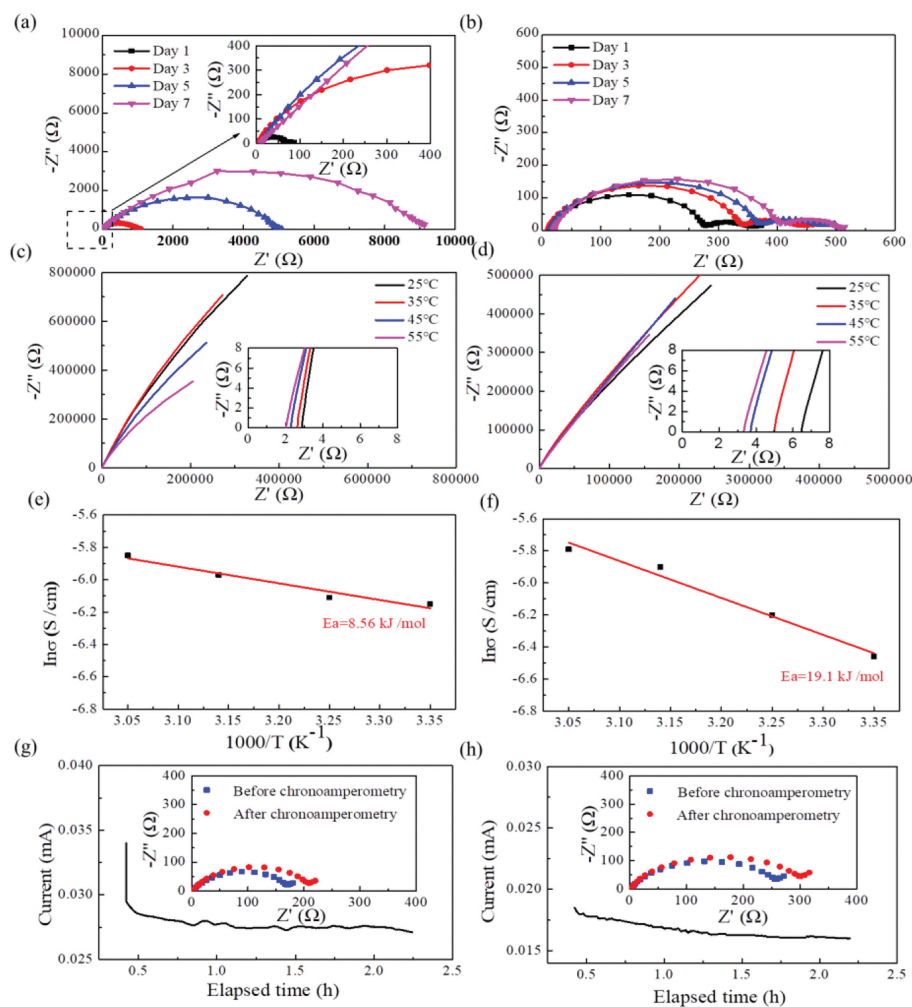 (a)
10000
8000
6000
4000
2000
0
-Z" (Ω)
Day 1
Day 3
Day 5
Day 7
400
300
200
100
0
-Z" (Ω)
0 100 200 300 400
Z' (Ω)
0 2000 4000 6000 8000 10000
Z' (Ω)
(b)
400
300
200
100
0
-Z" (Ω)
Day 1
Day 3
Day 5
Day 7
0 100 200 300 400 500 600
Z' (Ω)
(c)
800000
600000
400000
200000
0
-Z" (Ω)
25°C
35°C
45°C
55°C
8
6
4
2
0
-Z" (Ω)
0 2 4 6 8
Z' (Ω)
0 200000 400000 600000 800000
Z' (Ω)
(d)
500000
400000
300000
200000
100000
0
-Z" (Ω)
25°C
35°C
45°C
55°C
8
6
4
2
0
-Z" (Ω)
0 2 4 6 8
Z' (Ω)
0 100000 200000 300000 400000 500000
Z' (Ω)
(e)
-5.6
-5.8
-6.0
-6.2
-6.4
-6.6
-6.8
Inσ (S /cm)
Ea=8.56 kJ /mol
3.05 3.10 3.15 3.20 3.25 3.30 3.35
1000/T (K⁻¹)
(f)
-5.6
-5.8
-6.0
-6.2
-6.4
-6.6
-6.8
Inσ (S /cm)
Ea=19.1 kJ /mol
3.05 3.10 3.15 3.20 3.25 3.30 3.35
1000/T (K⁻¹)
(g)
0.040
0.035
0.030
0.025
Current (mA)
400
300
200
100
0
-Z" (Ω)
Before chronoamperometry
After chronoamperometry
0 100 200 300 400
Z' (Ω)
0.5 1.0 1.5 2.0 2.5
Elapsed time (h)
(h)
0.030
0.025
0.020
0.015
Current (mA)
400
300
200
100
0
-Z" (Ω)
Before chronoamperometry
After chronoamperometry
0 100 200 300 400
Z' (Ω)
0.5 1.0 1.5 2.0 2.5
Elapsed time (h)